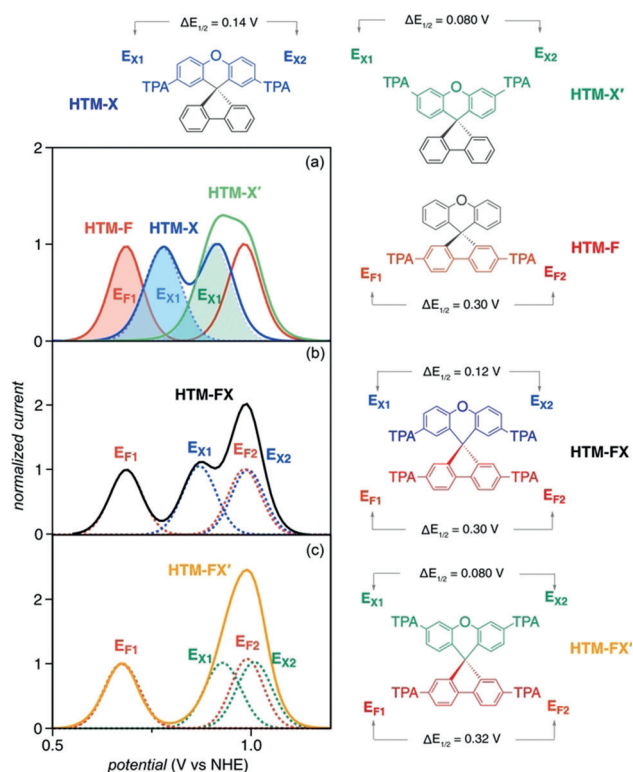 ΔE1/2 = 0.14 V
EX1
EX2
O
TPA
TPA
HTM-X
ΔE1/2 = 0.080 V
EX1
EX2
O
TPA
TPA
HTM-X′
O
HTM-F
TPA
TPA
EF1
EF2
ΔE1/2 = 0.30 V
2
(a)
HTM-X′
HTM-F
HTM-X
1
EF1
EX1
EX1
0
(b)
HTM-FX
2
EF1
EX1
EF2
EX2
1
0
(c)
HTM-FX′
2
EF1
EX1
EF2
EX2
1
0
0.5
1.0
normalized current
potential (V vs NHE)
ΔE1/2 = 0.12 V
EX1
EX2
O
TPA
TPA
HTM-FX
TPA
TPA
EF1
EF2
ΔE1/2 = 0.30 V
ΔE1/2 = 0.080 V
EX1
EX2
O
TPA
TPA
HTM-FX′
TPA
TPA
EF1
EF2
ΔE1/2 = 0.32 V